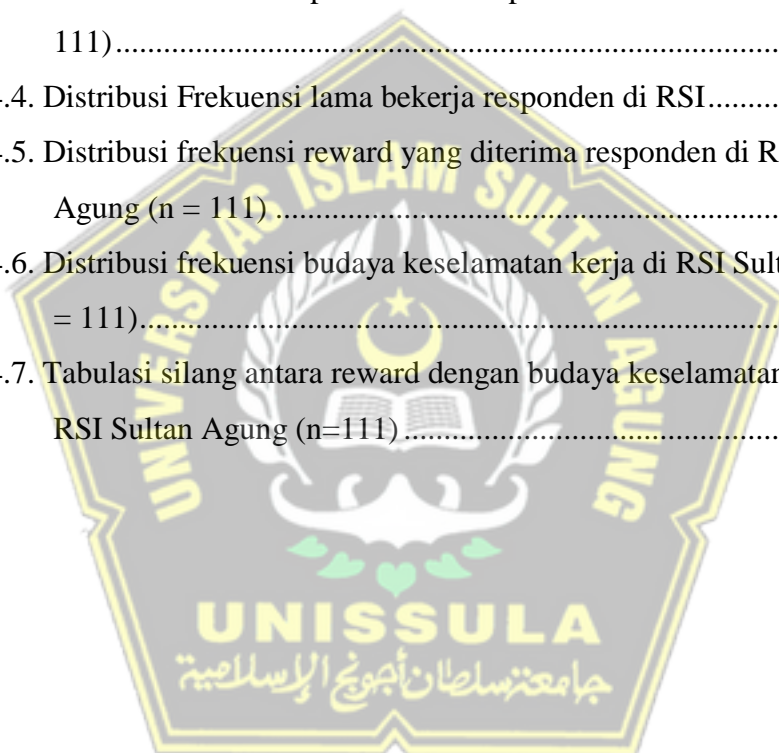 111)
.4. Distribusi Frekuensi lama bekerja responden di RSI
.5. Distribusi frekuensi reward yang diterima responden di R
Agung (n = 111)
.6. Distribusi frekuensi budaya keselamatan kerja di RSI Sult
= 111)
.7. Tabulasi silang antara reward dengan budaya keselamatan
RSI Sultan Agung (n=111)
UNIVERSITAS ISLAM SULTAN AGUNG
UNISSULA
جامعتسلطان أجونج الإسلامية